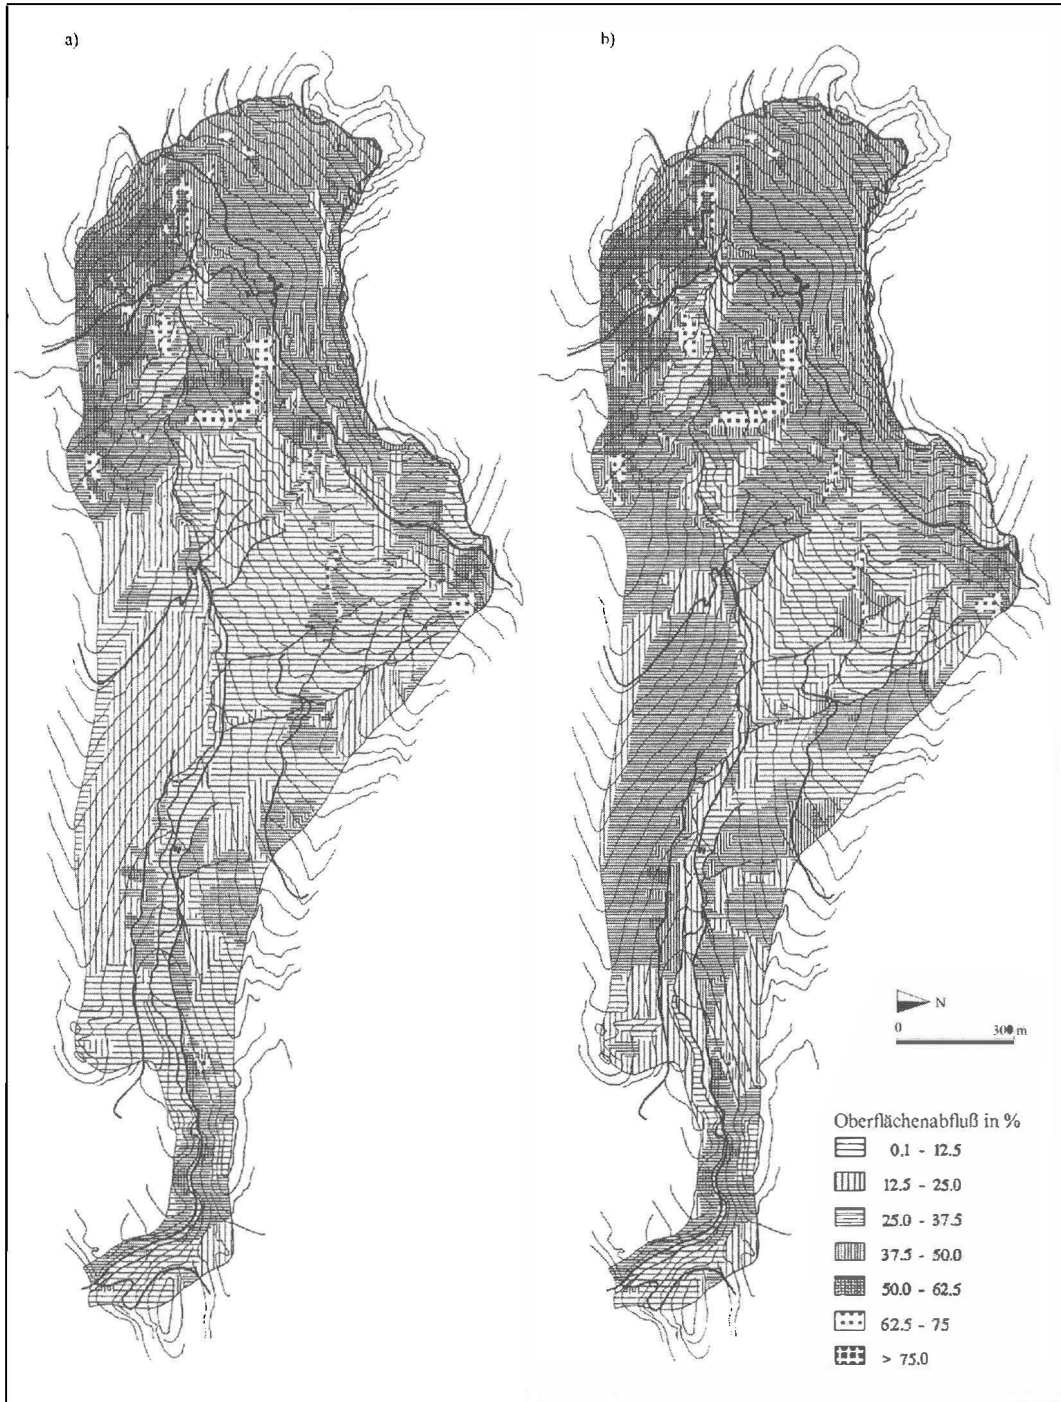 a)
b)
N
0 300 m
Oberflächenabfluß in %
0.1 - 12.5
12.5 - 25.0
25.0 - 37.5
37.5 - 50.0
50.0 - 62.5
62.5 - 75
> 75.0